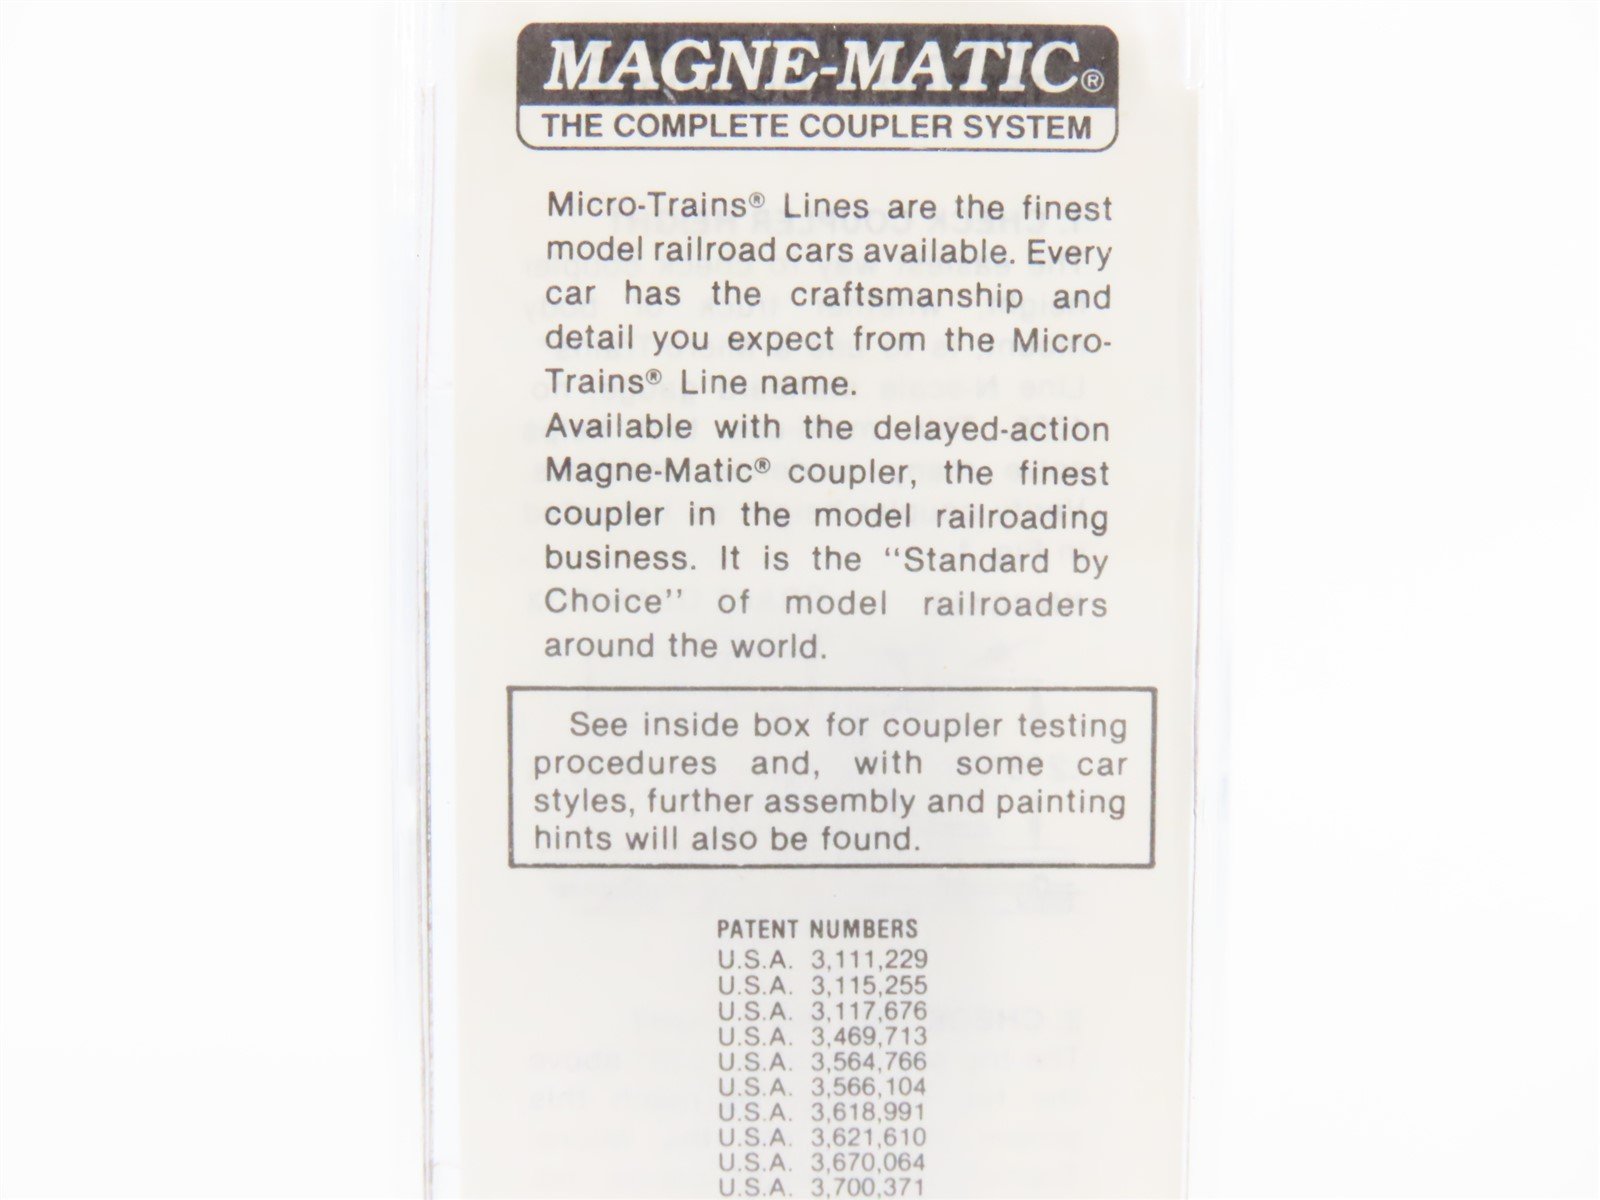 MAGNE-MATIC®
THE COMPLETE COUPLER SYSTEM
Micro-Trains® Lines are the finest
model railroad cars available. Every
car has the craftsmanship and
detail you expect from the Micro-
Trains® Line name.
Available with the delayed-action
Magne-Matic® coupler, the finest
coupler in the model railroading
business. It is the “Standard by
Choice” of model railroaders
around the world.
See inside box for coupler testing
procedures and, with some car
styles, further assembly and painting
hints will also be found.
PATENT NUMBERS
U.S.A. 3,111,229
U.S.A. 3,115,255
U.S.A. 3,117,676
U.S.A. 3,469,713
U.S.A. 3,564,766
U.S.A. 3,566,104
U.S.A. 3,618,991
U.S.A. 3,621,610
U.S.A. 3,670,064
U.S.A. 3,700,371